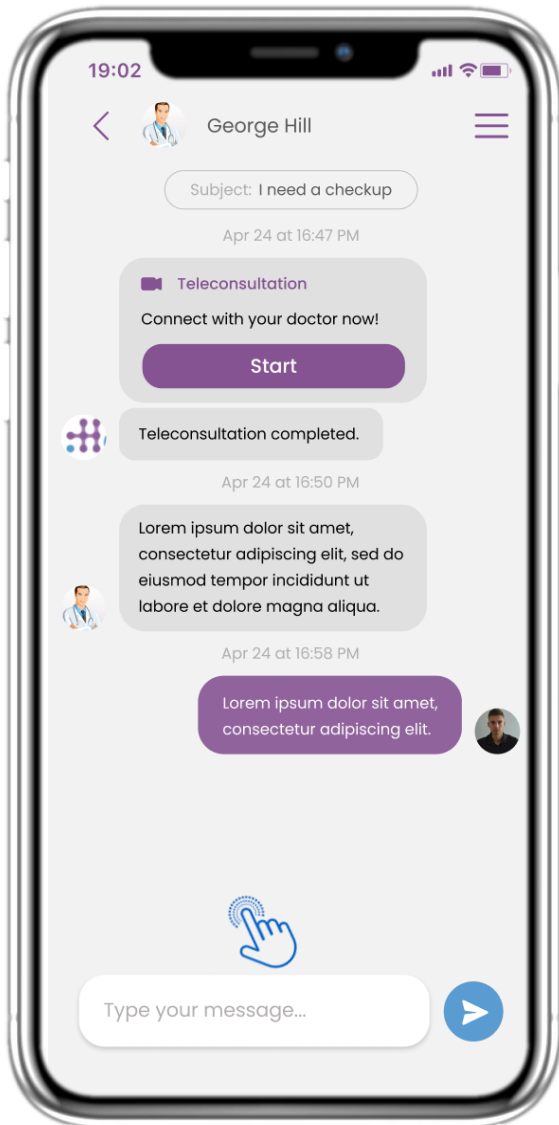 19:02
George Hill
Subject: I need a checkup
Apr 24 at 16:47 PM
Teleconsultation
Connect with your doctor now!
Start
Teleconsultation completed.
Apr 24 at 16:50 PM
Lorem ipsum dolor sit amet,
consectetur adipiscing elit, sed do
eiusmod tempor incididunt ut
labore et dolore magna aliqua.
Apr 24 at 16:58 PM
Lorem ipsum dolor sit amet,
consectetur adipiscing elit.
Type your message...